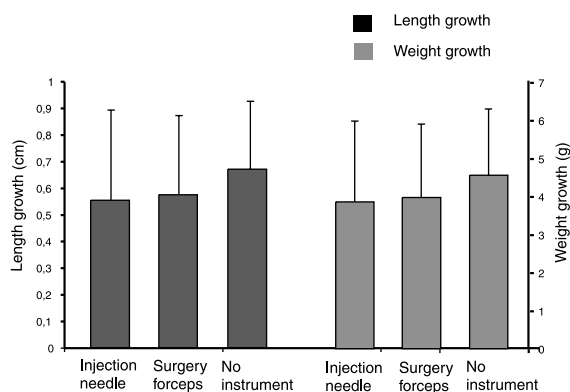 Length growth
Weight growth
1
0,9
0,8
0,7
0,6
0,5
0,4
0,3
0,2
0,1
0
Length growth (cm)
7
6
5
4
3
2
1
0
Weight growth (g)
Injection
needle
Surgery
forceps
No
instrument
Injection
needle
Surgery
forceps
No
instrument